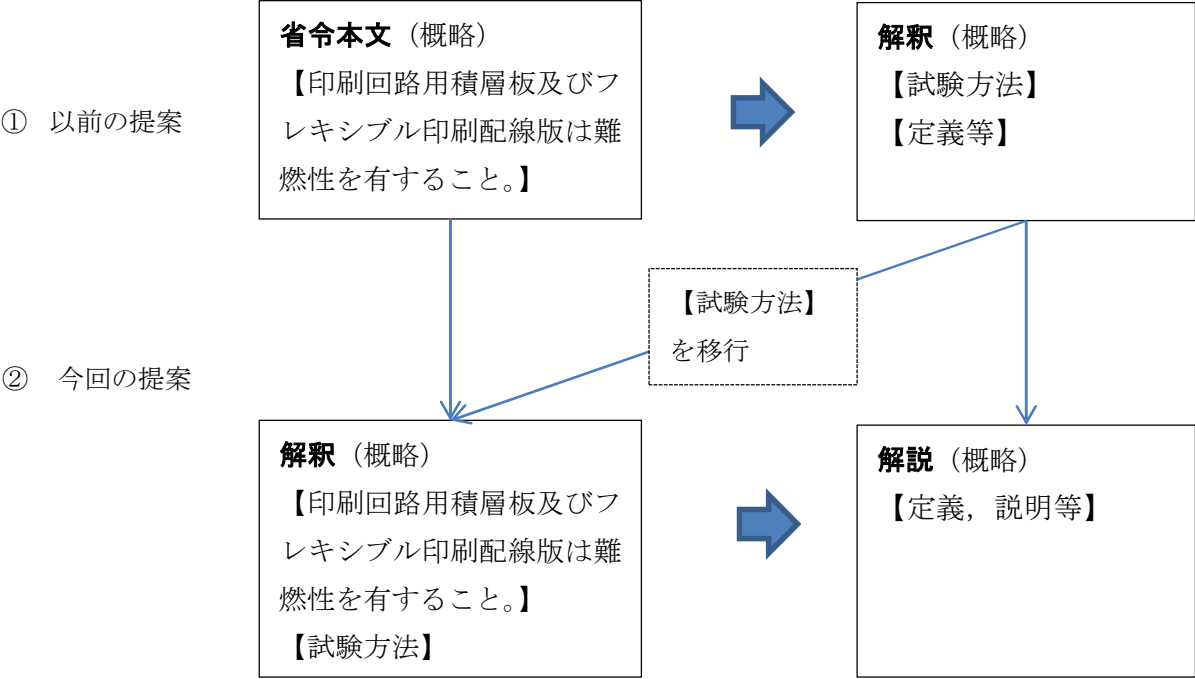 省令本文（概略）
【印刷回路用積層板及びフ
レキシブル印刷配線版は難
燃性を有すること。】
解釈（概略）
【試験方法】
【定義等】
① 以前の提案
【試験方法】
を移行
② 今回の提案
解釈（概略）
【印刷回路用積層板及びフ
レキシブル印刷配線版は難
燃性を有すること。】
【試験方法】
解説（概略）
【定義，説明等】